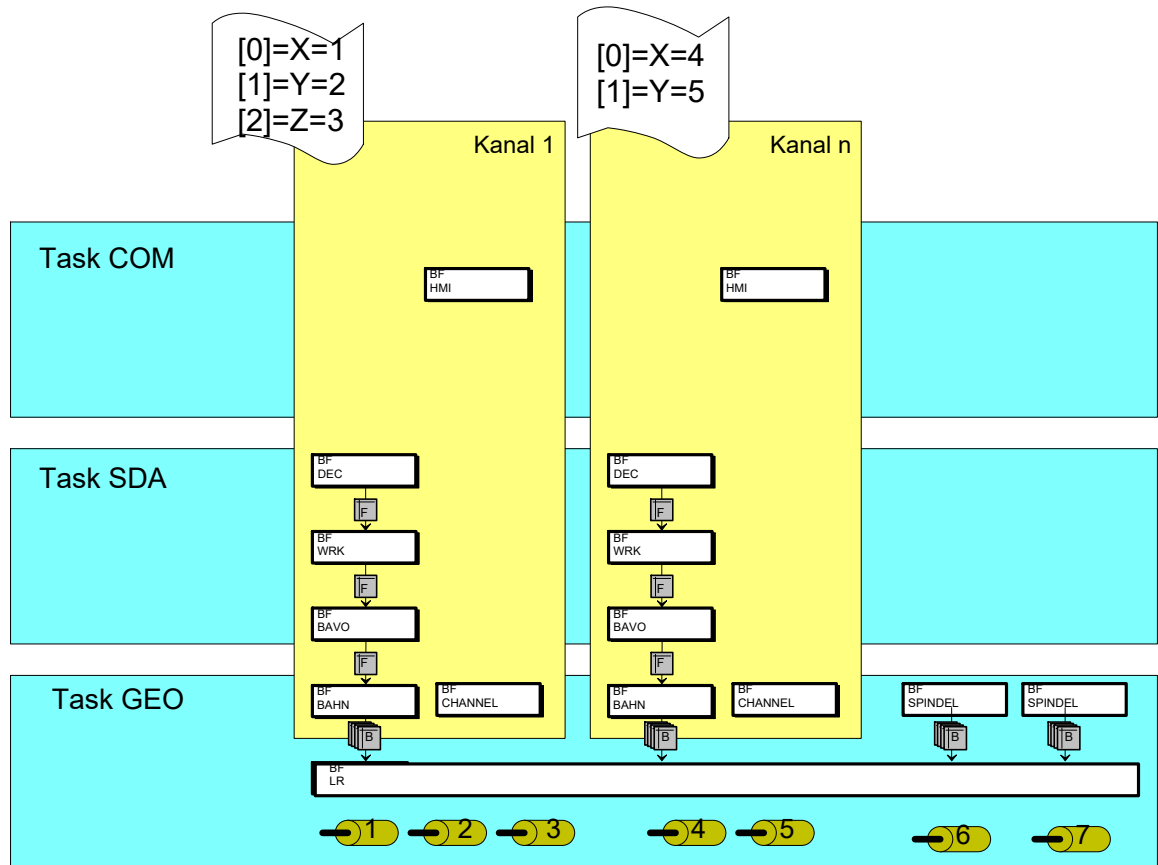 [0]=X=1
[1]=Y=2
[2]=Z=3
[0]=X=4
[1]=Y=5
Kanal 1
Kanal n
Task COM
BF
HMI
BF
HMI
Task SDA
BF
DEC
F
BF
WRK
F
BF
BAVO
F
BF
DEC
F
BF
WRK
F
BF
BAVO
F
Task GEO
BF
BAHN
BF
CHANNEL
B
BF
BAHN
BF
CHANNEL
B
BF
SPINDEL
B
BF
SPINDEL
B
BF
LR
1
2
3
4
5
6
7